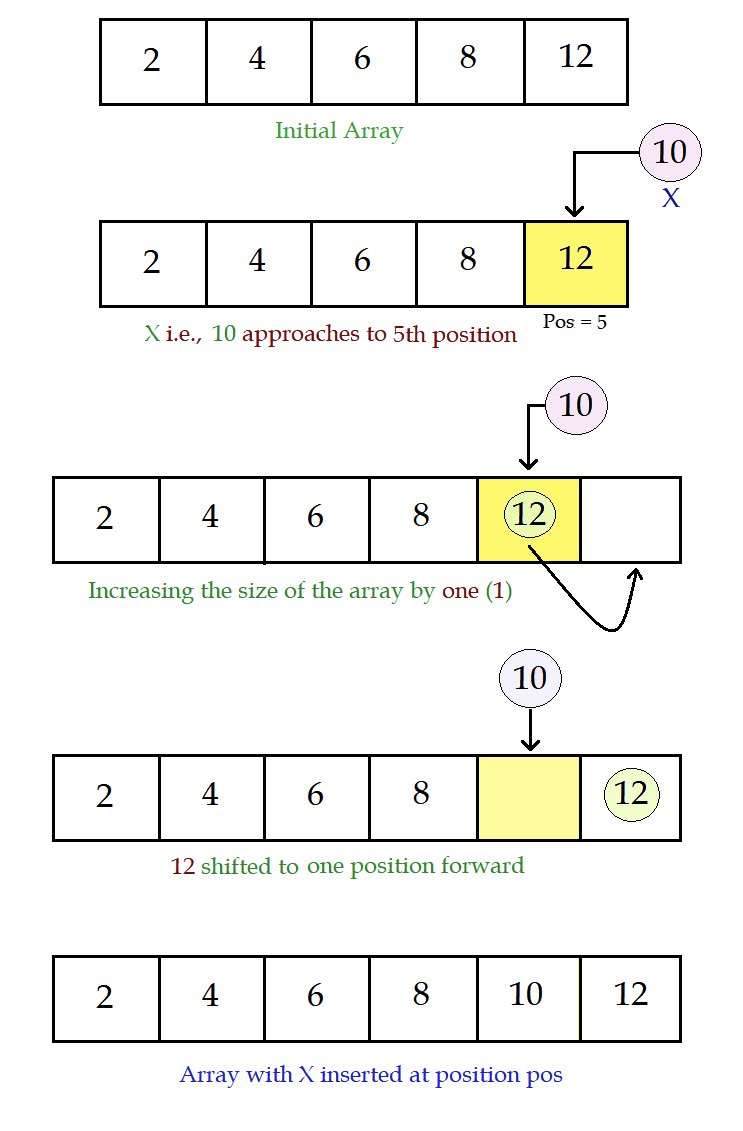 2 4 6 8 12
Initial Array
10
X
2 4 6 8 12
Pos = 5
X i.e., 10 approaches to 5th position
10
2 4 6 8 12
Increasing the size of the array by one (1)
10
2 4 6 8 12
12 shifted to one position forward
2 4 6 8 10 12
Array with X inserted at position pos